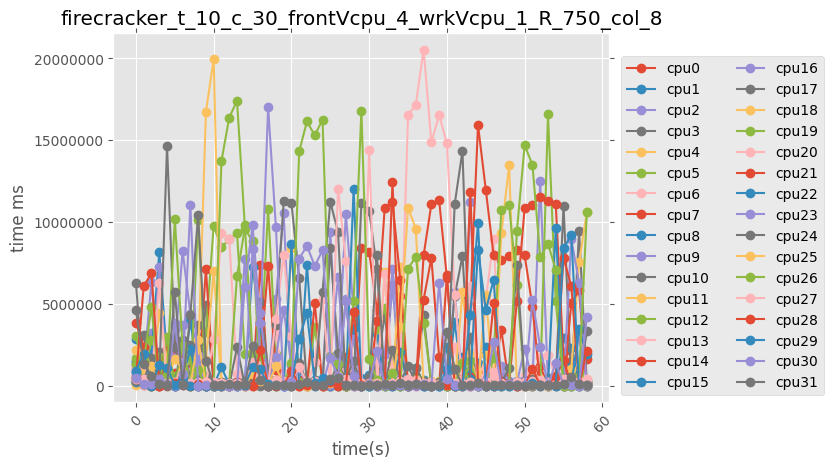 firecracker_t_10_c_30_frontVcpu_4_wrkVcpu_1_R_750_col_8
time ms
20000000
15000000
10000000
5000000
0
0
10
20
30
40
50
60
time(s)
cpu0
cpu1
cpu2
cpu3
cpu4
cpu5
cpu6
cpu7
cpu8
cpu9
cpu10
cpu11
cpu12
cpu13
cpu14
cpu15
cpu16
cpu17
cpu18
cpu19
cpu20
cpu21
cpu22
cpu23
cpu24
cpu25
cpu26
cpu27
cpu28
cpu29
cpu30
cpu31